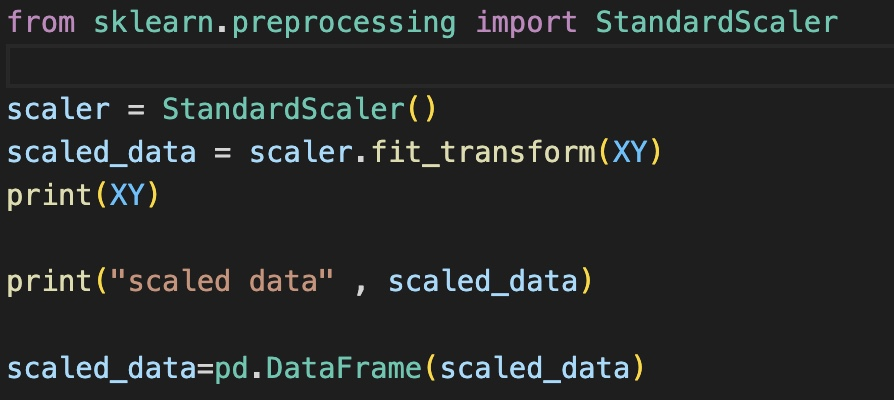 from sklearn.preprocessing import StandardScaler
scaler = StandardScaler()
scaled_data = scaler.fit_transform(XY)
print(XY)
print("scaled data" , scaled_data)
scaled_data=pd.DataFrame(scaled_data)